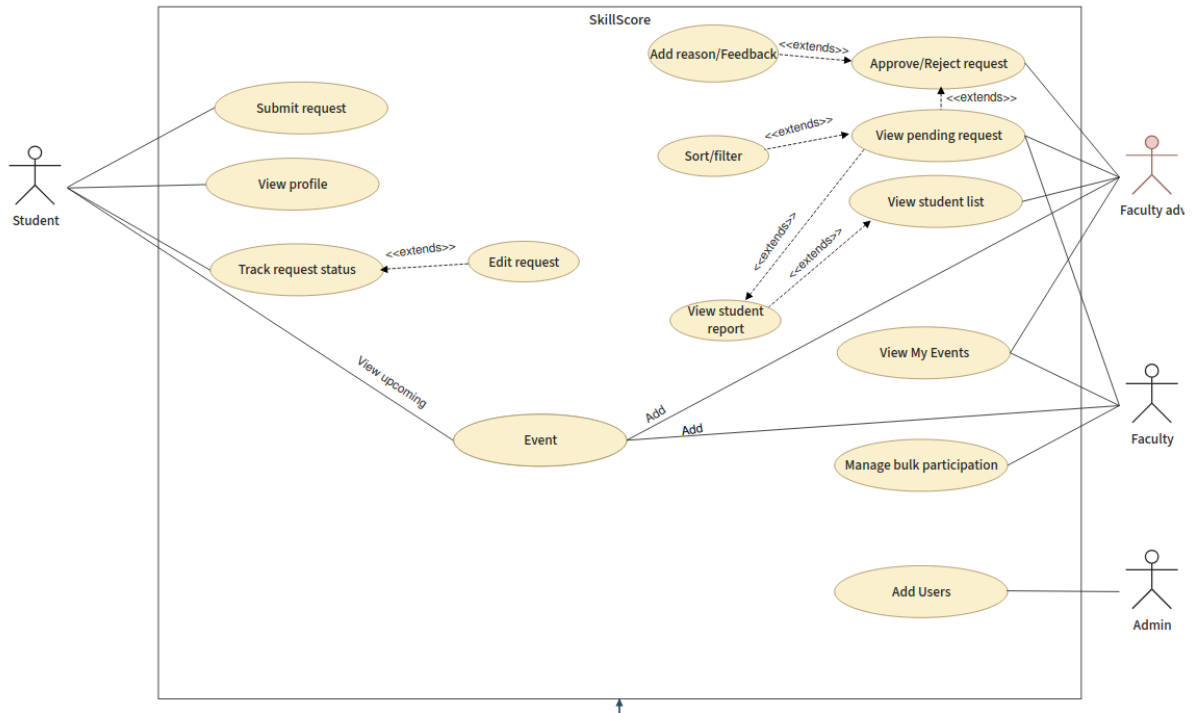 SkillScore
Add reason/Feedback
<<extends>>
Approve/Reject request
<<extends>>
Submit request
<<extends>>
View pending request
Sort/filter
View profile
Student
View student list
Faculty adv
<<extends>>
<<extends>>
<<extends>>
Edit request
Track request status
View student
report
View My Events
View upcoming
Add
Add
Event
Faculty
Manage bulk participation
Add Users
Admin